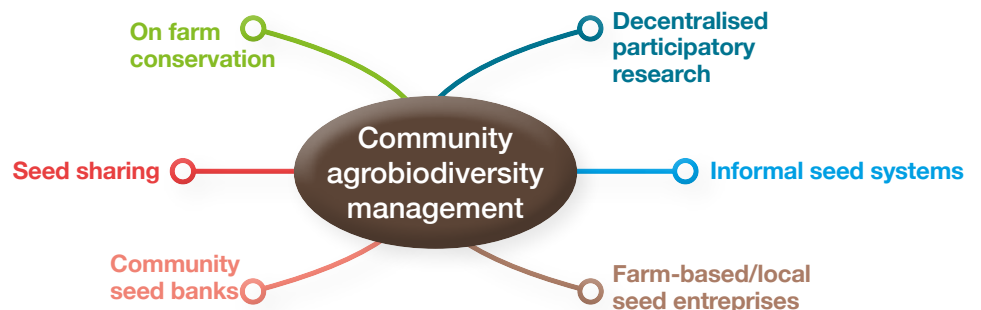 On farm
conservation
Decentralised
participatory
research
Community
agrobiodiversity
management
Seed sharing
Informal seed systems
Community
seed banks
Farm-based/local
seed entreprises